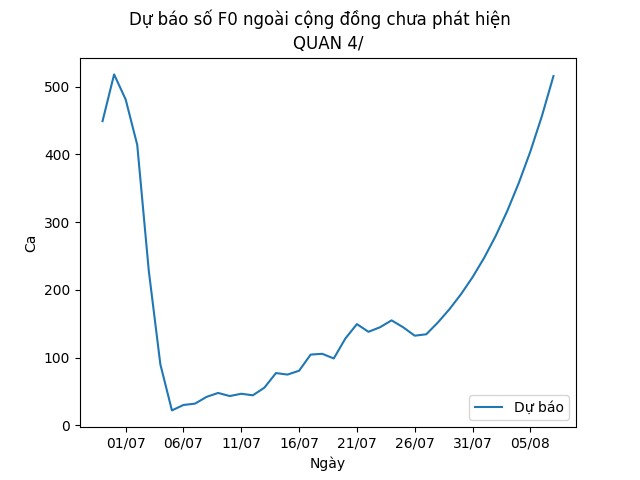 Dự báo số F0 ngoài cộng đồng chưa phát hiện
QUAN 4/
500
400
300
200
100
0
Ca
01/07 06/07 11/07 16/07 21/07 26/07 31/07 05/08
Ngày
Dự báo